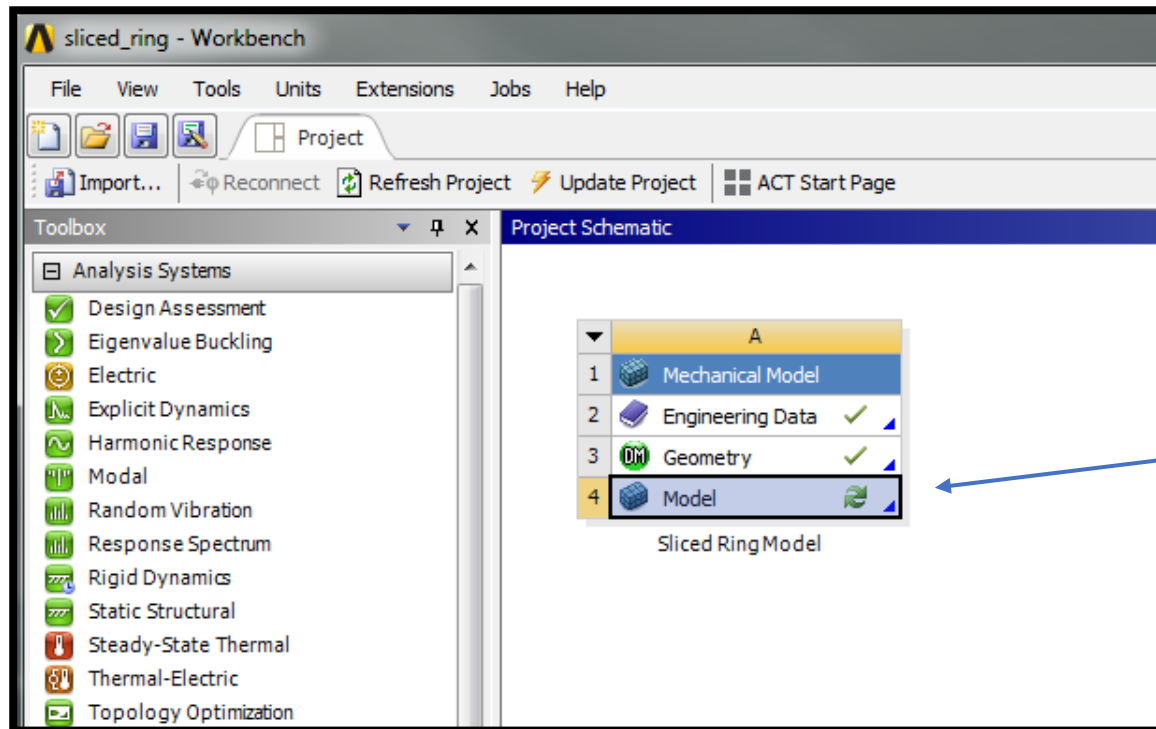 sliced_ring - Workbench
File View Tools Units Extensions Jobs Help
Project
Import... Reconnect Refresh Project Update Project ACT Start Page
Toolbox
Project Schematic
Analysis Systems
Design Assessment
Eigenvalue Buckling
Electric
Explicit Dynamics
Harmonic Response
Modal
Random Vibration
Response Spectrum
Rigid Dynamics
Static Structural
Steady-State Thermal
Thermal-Electric
Topology Optimization
A
1 Mechanical Model
2 Engineering Data
3 DM Geometry
4 Model
Sliced Ring Model